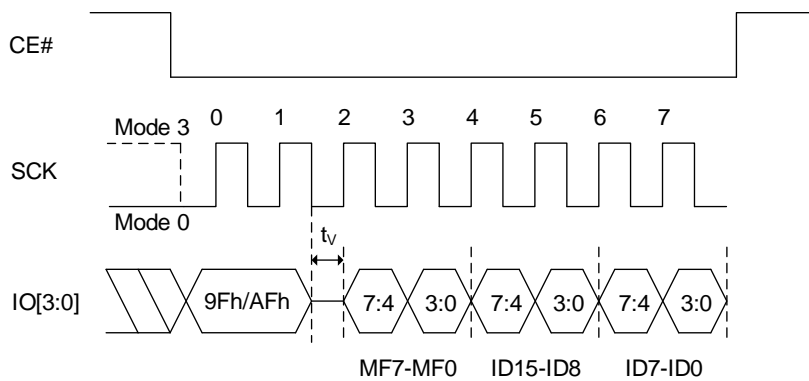 CE#
Mode 3 0 1 2 3 4 5 6 7
SCK
Mode 0
tV
IO[3:0] 9Fh/AFh 7:4 3:0 7:4 3:0 7:4 3:0
MF7-MF0 ID15-ID8 ID7-ID0